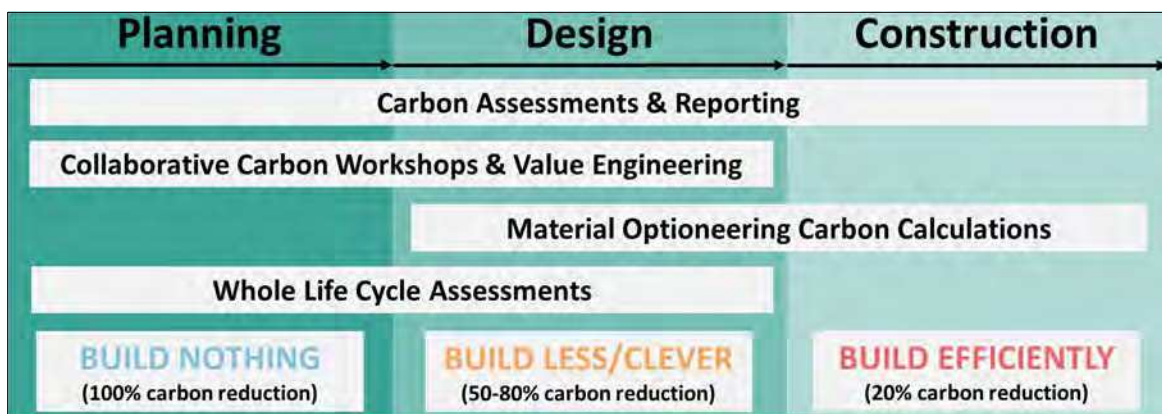 Planning Design Construction
Carbon Assessments & Reporting
Collaborative Carbon Workshops & Value Engineering
Material Optioneering Carbon Calculations
Whole Life Cycle Assessments
BUILD NOTHING BUILD LESS/CLEVER BUILD EFFICIENTLY
(100% carbon reduction) (50-80% carbon reduction) (20% carbon reduction)